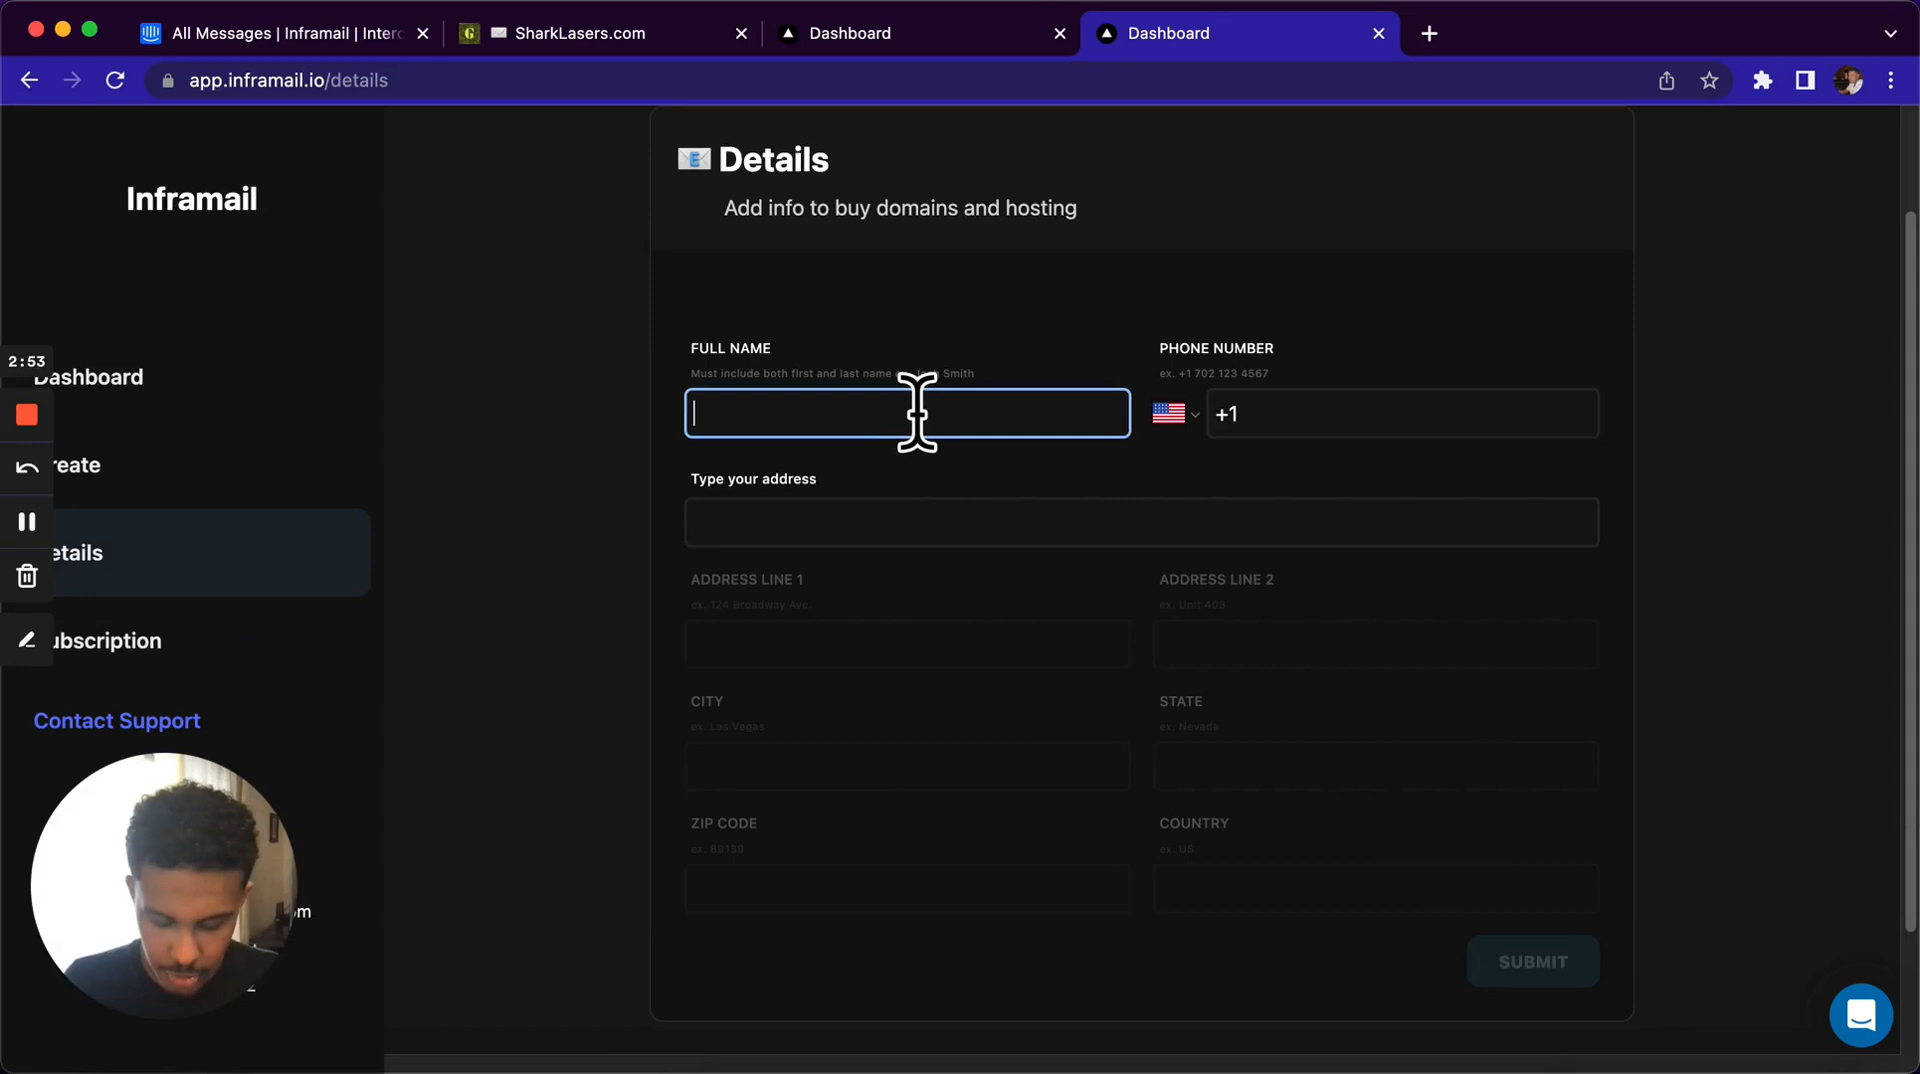 All Messages | Inframail | Interc
SharkLasers.com
Dashboard
Dashboard
app.inframail.io/details
Inframail
Dashboard
reate
etails
ubscription
Contact Support
2:53
m
Details
Add info to buy domains and hosting
FULL NAME
Must include both first and last name Smith
PHONE NUMBER
ex. +1 702 123 4567
+1
Type your address
ADDRESS LINE 1
ex. 124 Broadway Ave.
ADDRESS LINE 2
ex. Unit 403
CITY
ex. Las Vegas
STATE
ex. Nevada
ZIP CODE
ex. 89139
COUNTRY
ex. US
SUBMIT